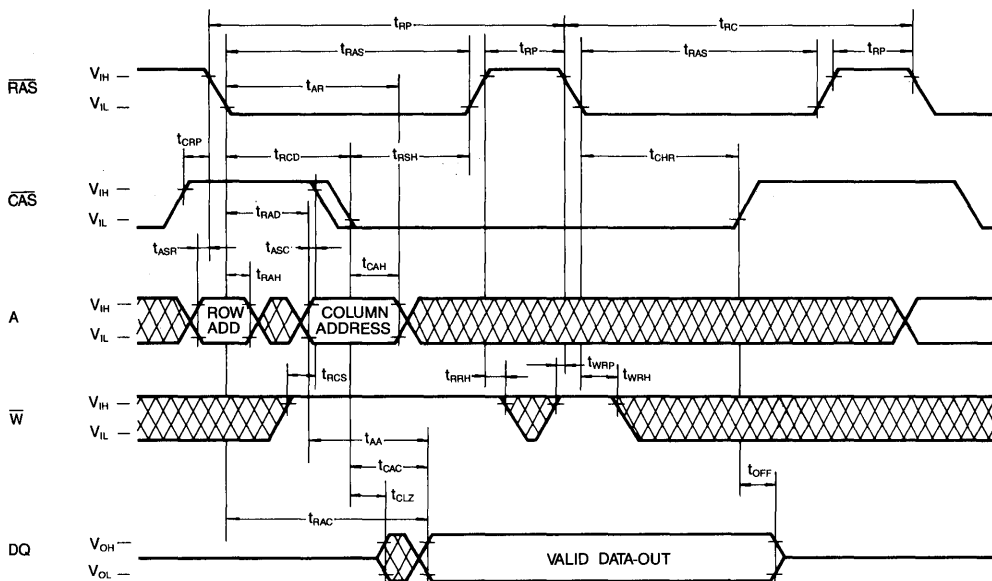 tRP tRC
tRAS tRP tRAS tRP
RAS VIH tAR
VIL
tCRP tRCD tRSH tCHR
CAS VIH
VIL tRAD
tASR tASC tCAH
tRAH
A VIH ROW ADD COLUMN ADDRESS
VIL
tRCS tRRH tWRP tWRH
W VIH
VIL
tAA
tCAC tOFF
tCLZ
tRAC
DQ VOH VALID DATA-OUT
VOL